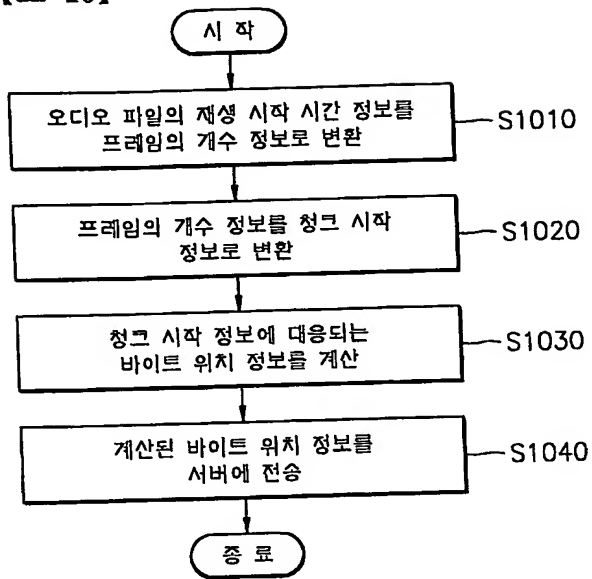 시 작
오디오 파일의 재생 시작 시간 정보를
프레임의 개수 정보로 변환
S1010
프레임의 개수 정보를 청크 시작
정보로 변환
S1020
청크 시작 정보에 대응되는
바이트 위치 정보를 계산
S1030
계산된 바이트 위치 정보를
서버에 전송
S1040
종 료